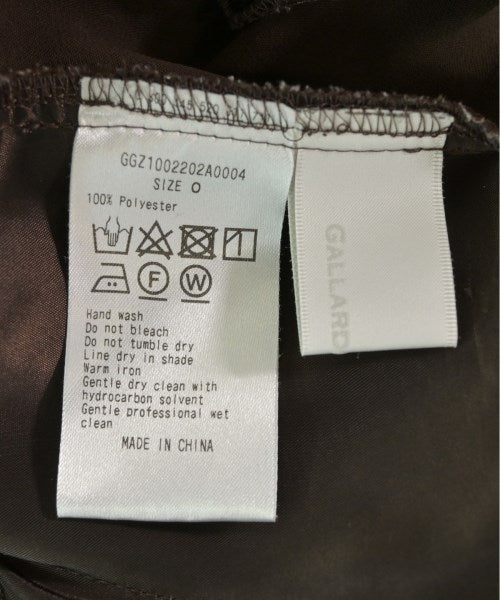 GGZ1002202A0004
SIZE O
100% Polyester
F
W
Hand wash
Do not bleach
Do not tumble dry
Line dry in shade
Warm iron
Gentle dry clean with
hydrocarbon solvent
Gentle professional wet
clean
MADE IN CHINA
GALLARD